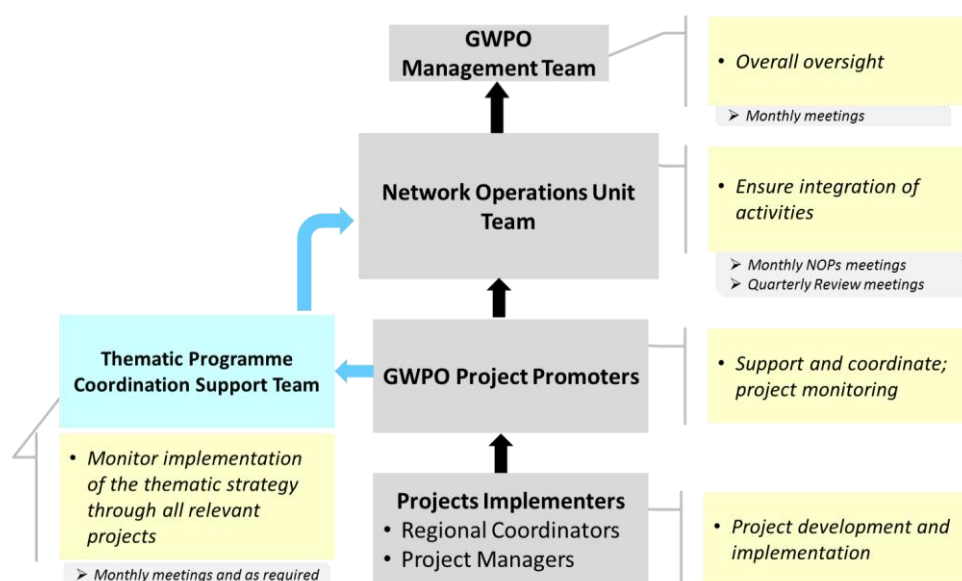 GWPO
Management Team
• Overall oversight
➢ Monthly meetings
Network Operations Unit
Team
• Ensure integration of
activities
➢ Monthly NOPs meetings
➢ Quarterly Review meetings
Thematic Programme
Coordination Support Team
GWPO Project Promoters
• Support and coordinate;
project monitoring
• Monitor implementation
of the thematic strategy
through all relevant
projects
➢ Monthly meetings and as required
Projects Implementers
• Regional Coordinators
• Project Managers
• Project development and
implementation